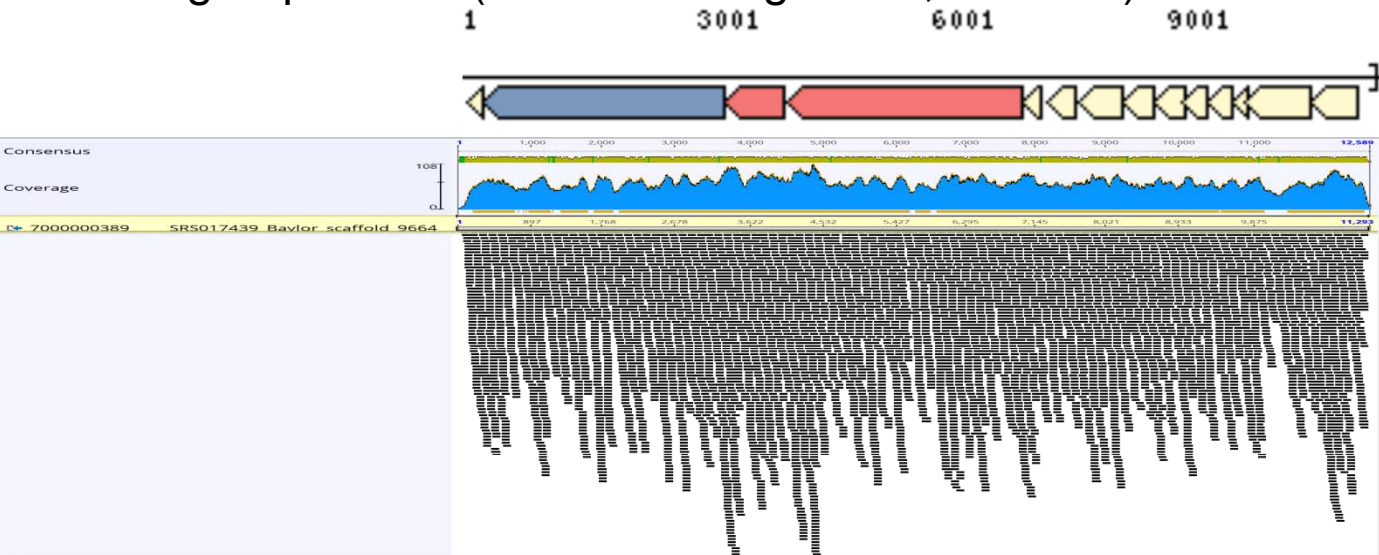 1 3001 6001 9001
1 1,000 2,000 3,000 4,000 5,000 6,000 7,000 8,000 9,000 10,000 11,000 12,589
Consensus
108
Coverage
0
1 897 1,768 2,678 3,622 4,532 5,427 6,295 7,145 8,021 8,933 9,875 11,293
7000000389 SRS017439_Baylor_scaffold_9664